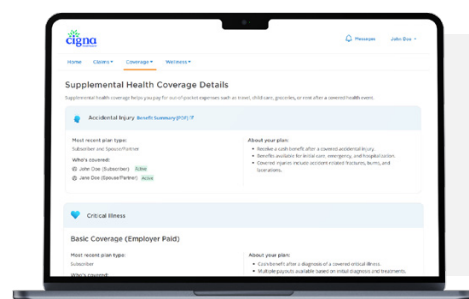 cigna
Messages
John Doe
Home
Claims
Coverage
Wellness
Supplemental Health Coverage Details
Supplemental health coverage helps you pay for out-of-pocket expenses such as travel, child care, groceries, or rent after a covered health event.
Accidental Injury Benefit Summary (PDF)
Most recent plan type:
Subscriber and Spouse/Partner
Who's covered:
John Doe (Subscriber) Active
John Doe (Spouse/Partner) Active
About your plan:
• Receive a cash benefit after a covered accidental injury.
• Benefits available for initial care, emergency, and hospitalization.
• Covered injuries include accident-related fractures, burns, and
lacerations.
Critical Illness
Basic Coverage (Employer Paid)
Most recent plan type:
Subscriber
Who's covered:
About your plan:
• Cash benefit after a diagnosis of a covered critical illness.
• Multiple payouts available based on initial diagnosis and treatments